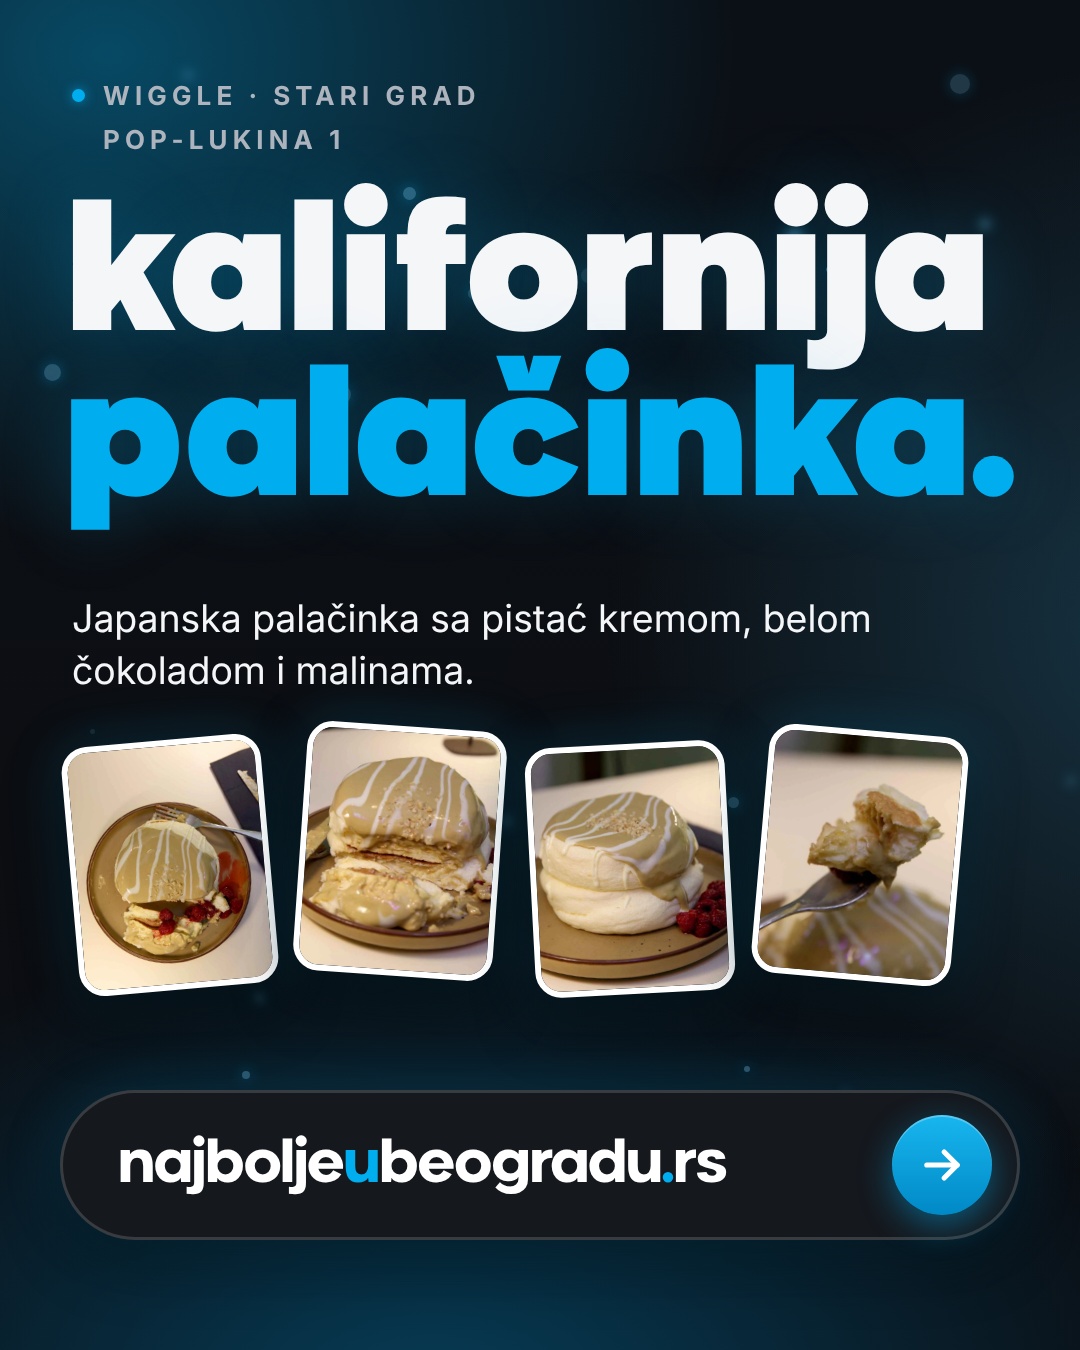 WIGGLE · STARI GRAD
POP-LUKINA 1
kalifornija
palačinka.
Japanska palačinka sa pistać kremom, belom
čokoladom i malinama.
najboljeubeogradu.rs